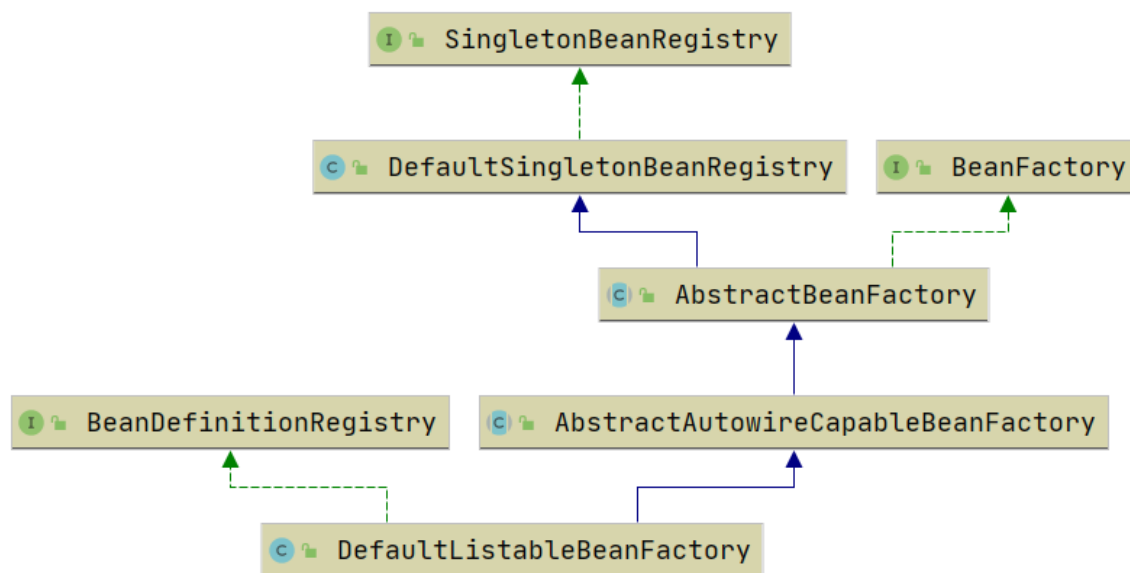 I SingletonBeanRegistry
C DefaultSingletonBeanRegistry
I BeanFactory
C AbstractBeanFactory
I BeanDefinitionRegistry
C AbstractAutowireCapableBeanFactory
C DefaultListableBeanFactory